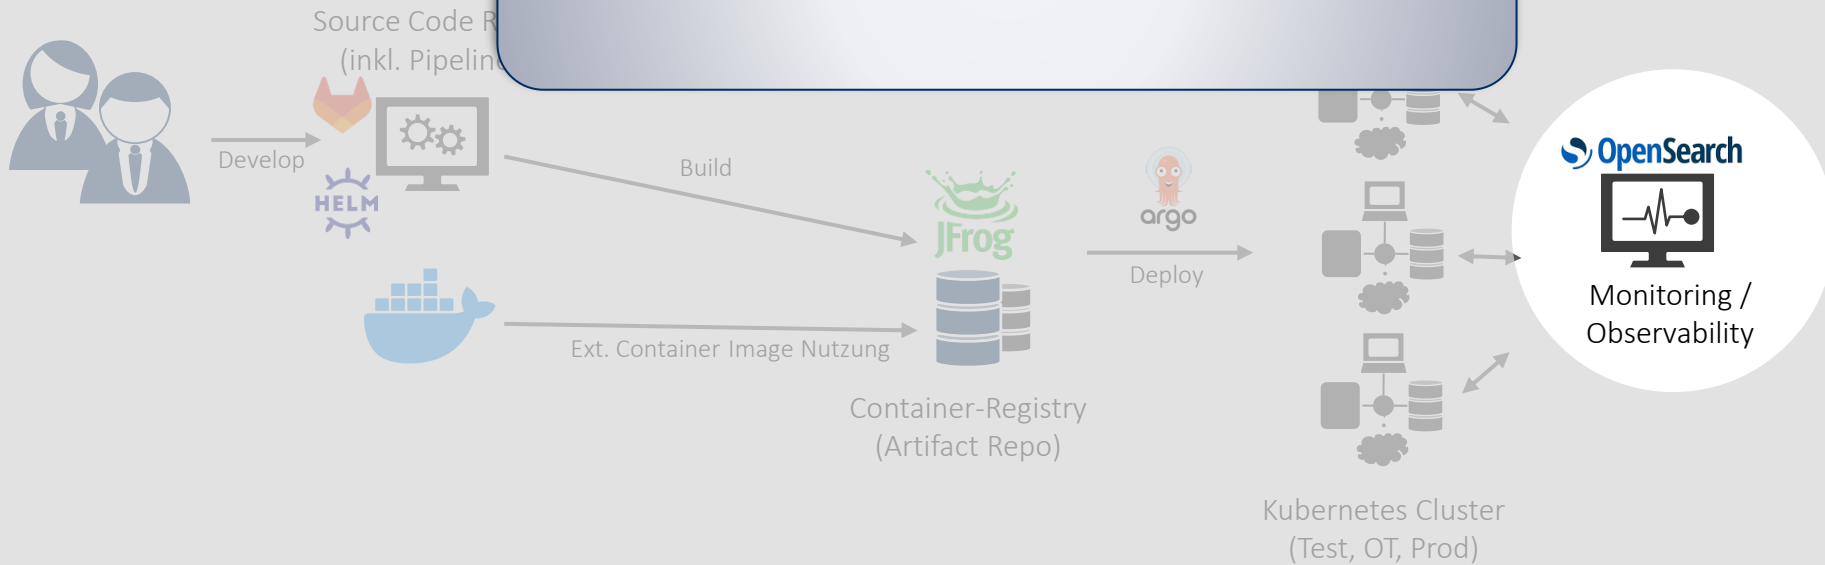 Source Code R
(inkl. Pipelin
Develop
HELM
Build
Ext. Container Image Nutzung
JFrog
Container-Registry
(Artifact Repo)
argo
Deploy
Kubernetes Cluster
(Test, OT, Prod)
OpenSearch
Monitoring /
Observability